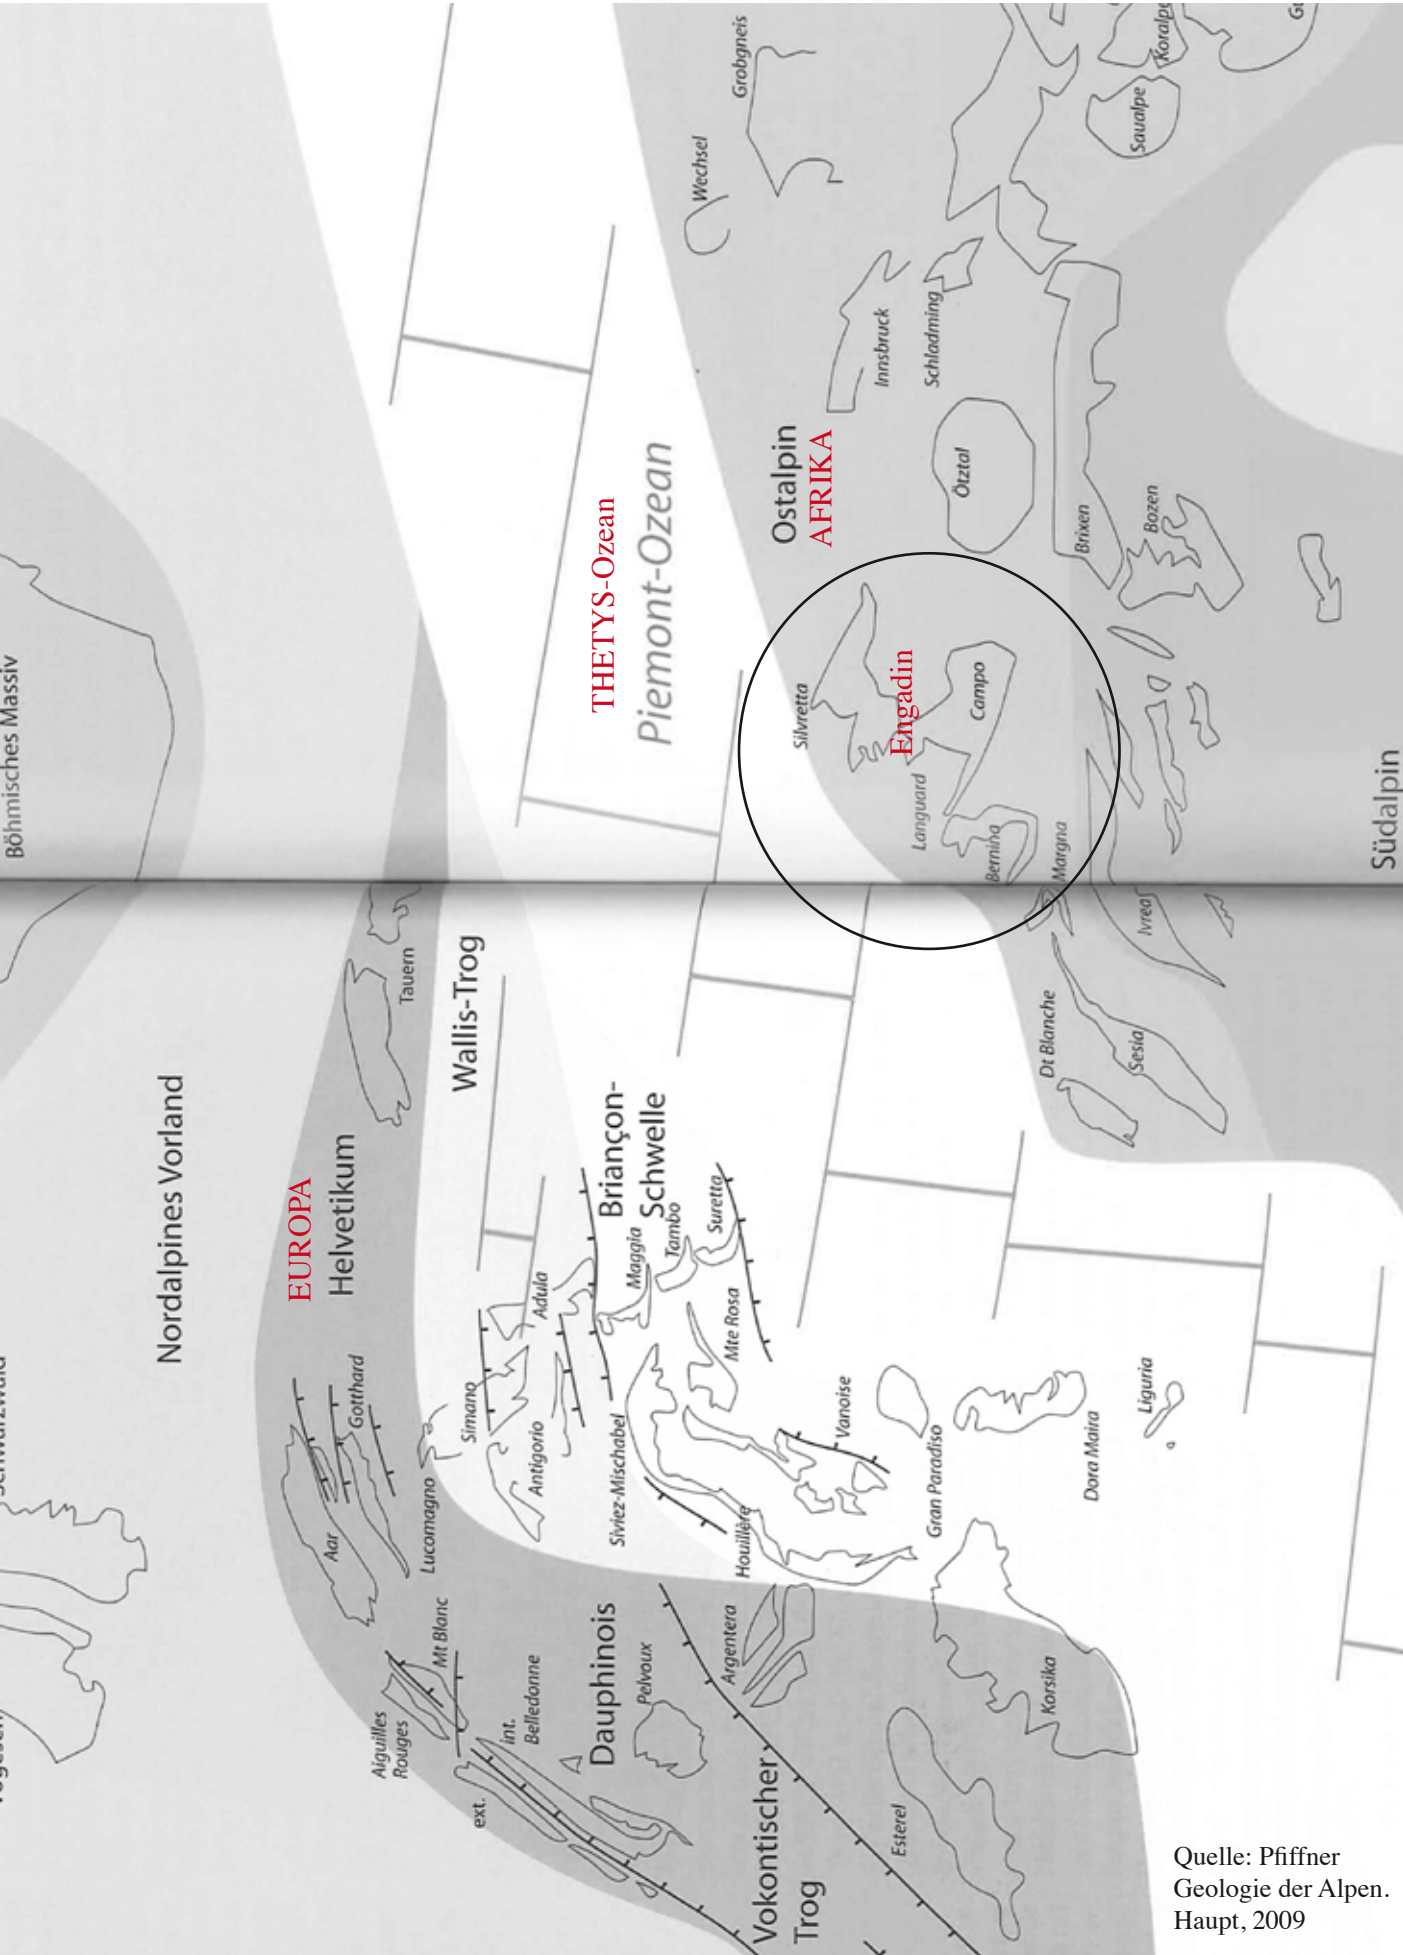 Böhmisches Massiv
Nordalpines Vorland
EUROPA
Helvetikum
Tauern
Wallis-Trog
THETYS-Ozean
Piemont-Ozean
Ostalpin
AFRIKA
Grobgneis
Wechsel
Koralpe
Saualpe
Innsbruck
Schladming
Ötztal
Brixen
Bozen
Silvretta
Engadin
Campo
Languard
Bernina
Margna
Ivrea
Südalpin
Dt Blanche
Sesia
Briançon-
Schwelle
Adula
Maggia
Tambo
Suretta
Mte Rosa
Simano
Antigorio
Siviez-Mischabel
Gotthard
Aar
Lucomagno
Houillère
Vanoise
Gran Paradiso
Dora Maira
Liguria
Mt Blanc
Aiguilles
Rouges
int.
Belledonne
ext.
Dauphinois
Pelvoux
Argentera
Korsika
Esterel
Vokontischer
Trog
Quelle: Pfiffner
Geologie der Alpen.
Haupt, 2009